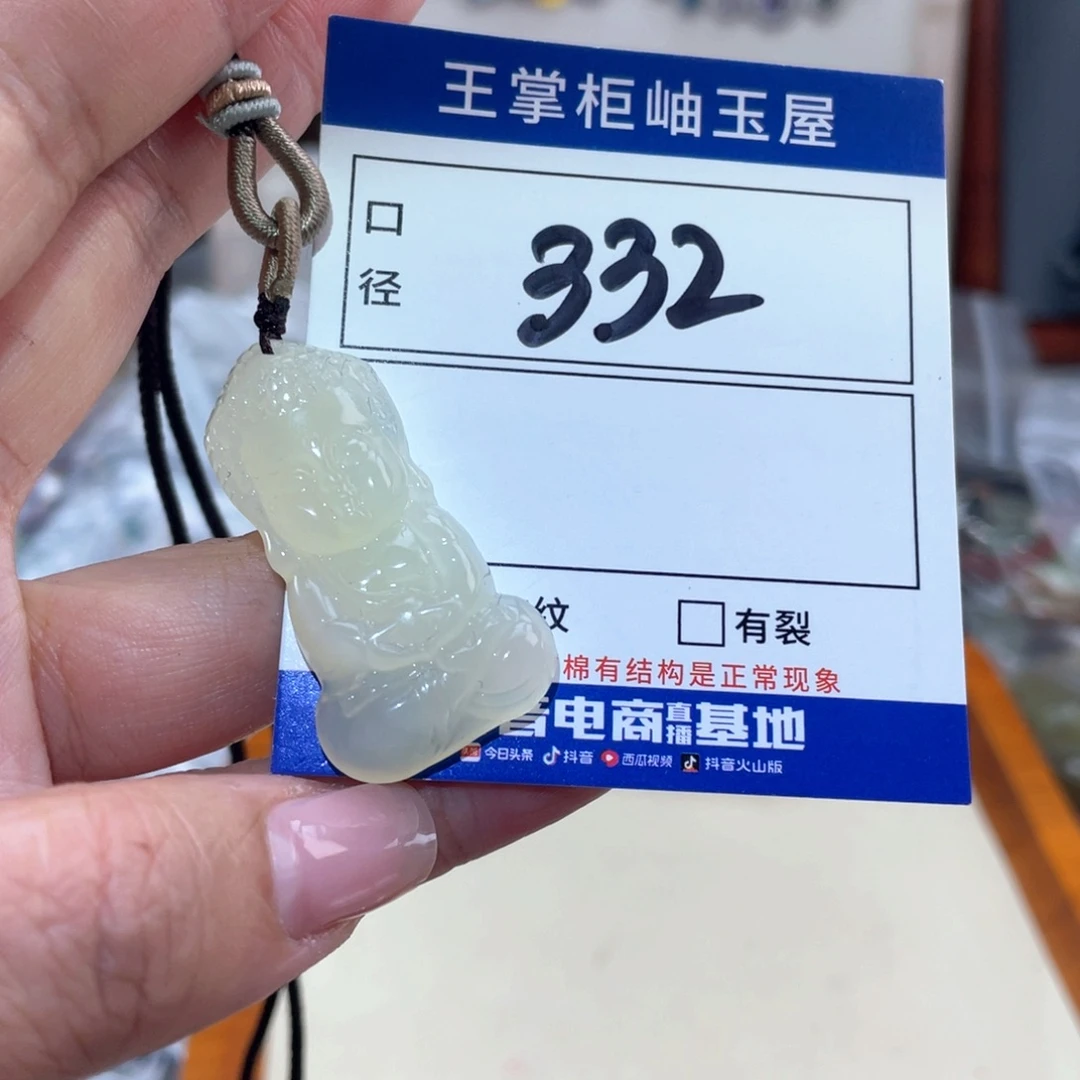 王掌柜岫玉屋
口径
332
纹 有裂
棉有结构是正常现象
音电商直播基地
今日头条 抖音 西瓜视频 抖音火山版